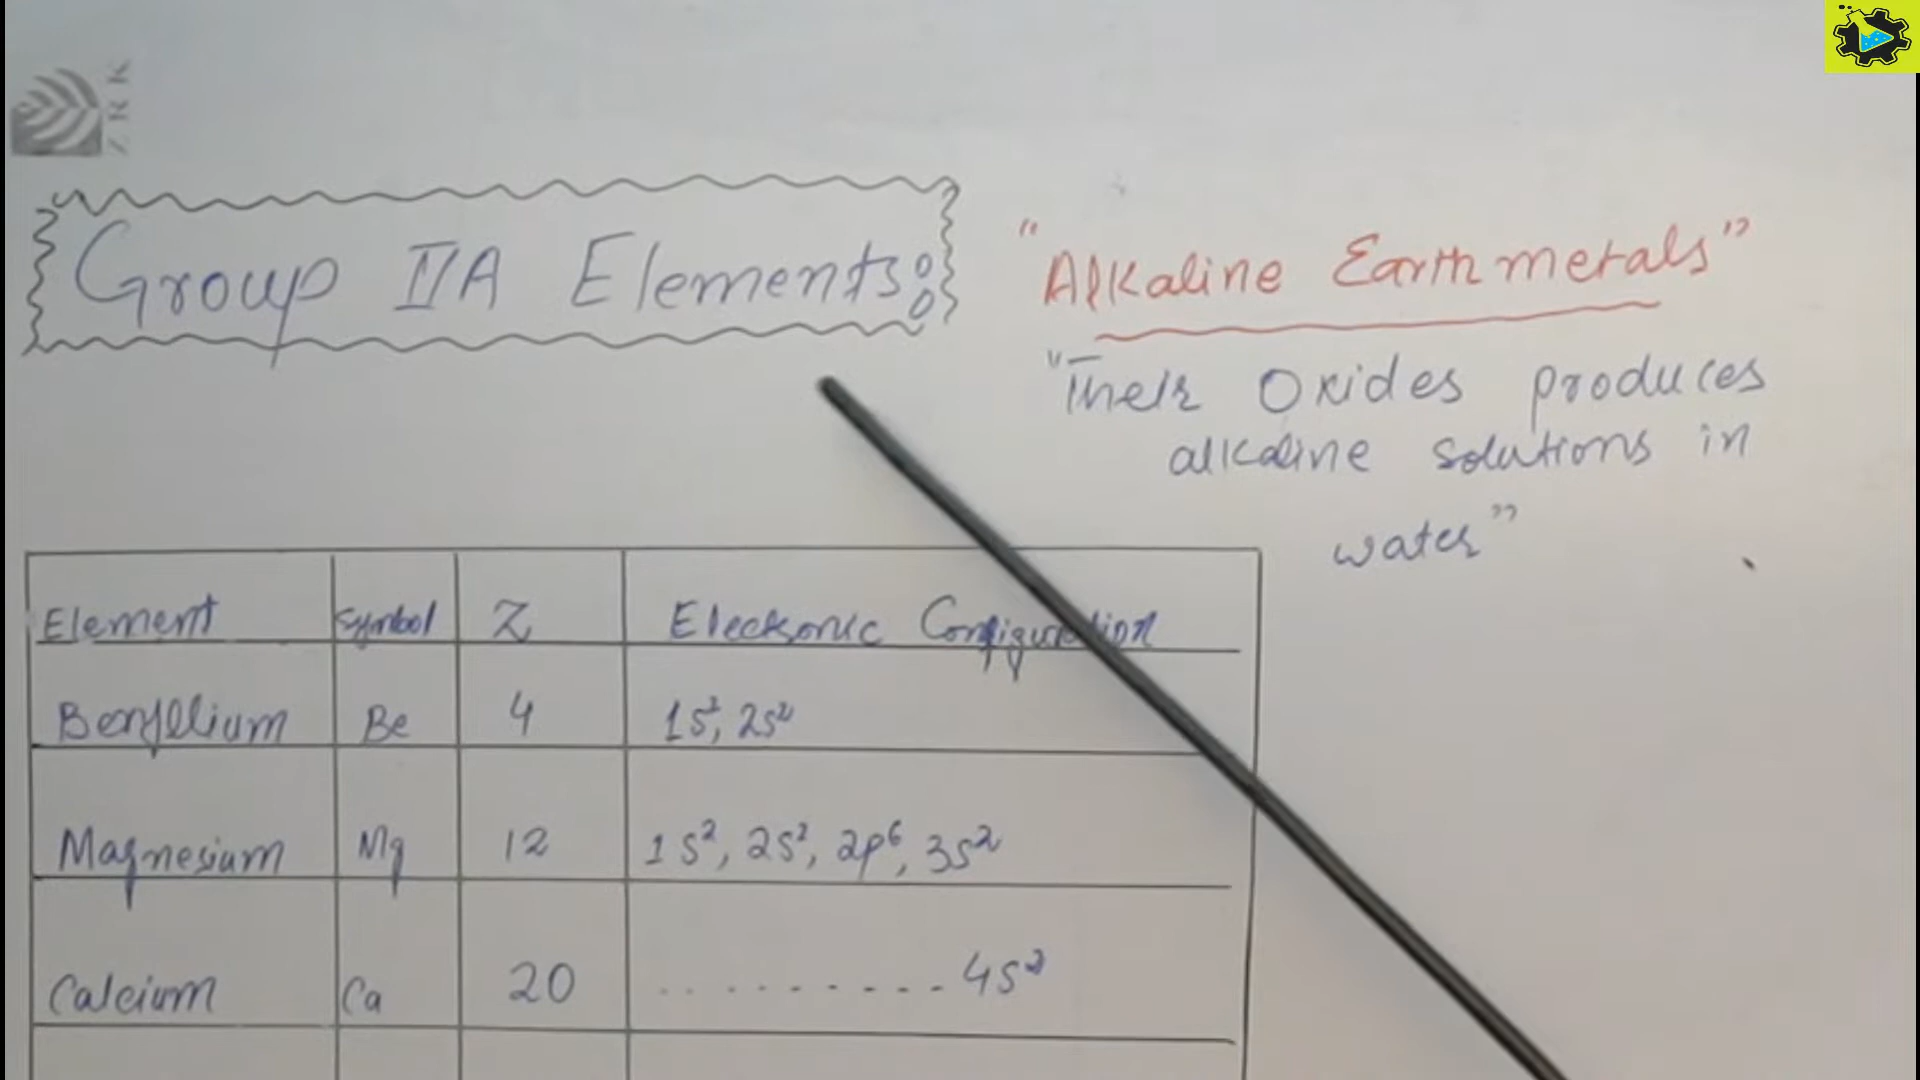 ZRK
Group IIA Elements:
"Alkaline Earth metals"
"Their Oxides produces
alkaline solutions in
water"
Element Symbol Z Electronic Configuration
Beryllium Be 4 1s², 2s²
Magnesium Mg 12 1s², 2s², 2p⁶, 3s²
Calcium Ca 20 .......... 4s²